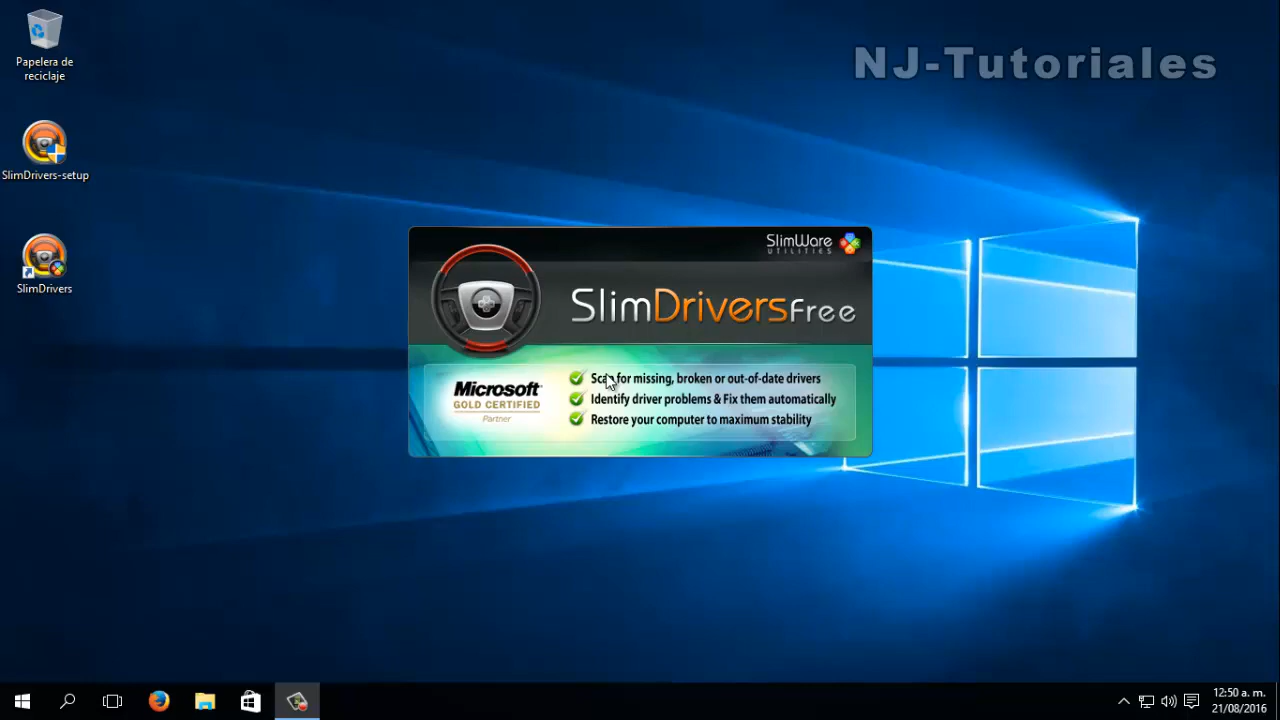 NJ-Tutoriales
Papelera de
reciclaje
SlimDrivers-setup
SlimDrivers
SlimWare
UTILITIES
SlimDriversFree
Microsoft
GOLD CERTIFIED
Partner
Scan for missing, broken or out-of-date drivers
Identify driver problems & Fix them automatically
Restore your computer to maximum stability
12:50 a. m.
21/08/2016